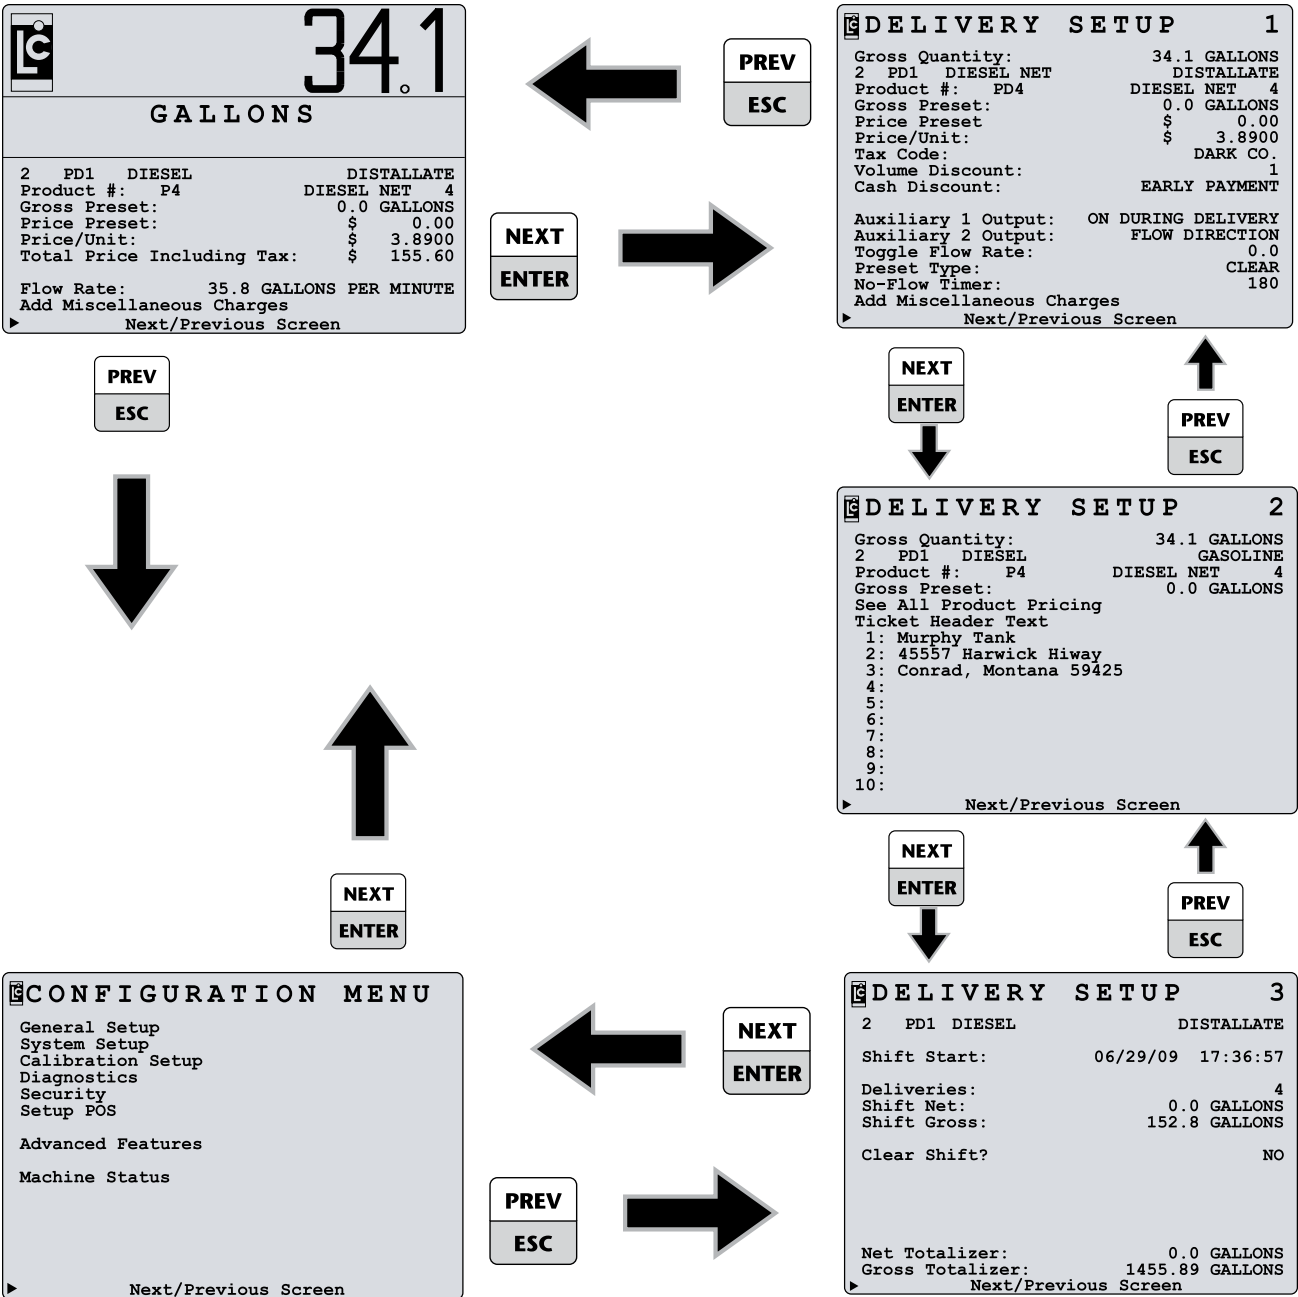 LC
34.1
GALLONS
2 PD1 DIESEL DISTALLATE
Product #: P4 DIESEL NET 4
Gross Preset: 0.0 GALLONS
Price Preset: $ 0.00
Price/Unit: $ 3.8900
Total Price Including Tax: $ 155.60
Flow Rate: 35.8 GALLONS PER MINUTE
Add Miscellaneous Charges
Next/Previous Screen
PREV
ESC
NEXT
ENTER
LC DELIVERY SETUP 1
Gross Quantity: 34.1 GALLONS
2 PD1 DIESEL NET DISTALLATE
Product #: PD4 DIESEL NET 4
Gross Preset: 0.0 GALLONS
Price Preset $ 0.00
Price/Unit: $ 3.8900
Tax Code: DARK CO.
Volume Discount: 1
Cash Discount: EARLY PAYMENT
Auxiliary 1 Output: ON DURING DELIVERY
Auxiliary 2 Output: FLOW DIRECTION
Toggle Flow Rate: 0.0
Preset Type: CLEAR
No-Flow Timer: 180
Add Miscellaneous Charges
Next/Previous Screen
PREV
ESC
NEXT
ENTER
PREV
ESC
LC DELIVERY SETUP 2
Gross Quantity: 34.1 GALLONS
2 PD1 DIESEL GASOLINE
Product #: P4 DIESEL NET 4
Gross Preset: 0.0 GALLONS
See All Product Pricing
Ticket Header Text
1: Murphy Tank
2: 45557 Harwick Hiway
3: Conrad, Montana 59425
4:
5:
6:
7:
8:
9:
10:
Next/Previous Screen
NEXT
ENTER
NEXT
ENTER
PREV
ESC
LC CONFIGURATION MENU
General Setup
System Setup
Calibration Setup
Diagnostics
Security
Setup POS
Advanced Features
Machine Status
Next/Previous Screen
NEXT
ENTER
PREV
ESC
LC DELIVERY SETUP 3
2 PD1 DIESEL DISTALLATE
Shift Start: 06/29/09 17:36:57
Deliveries: 4
Shift Net: 0.0 GALLONS
Shift Gross: 152.8 GALLONS
Clear Shift? NO
Net Totalizer: 0.0 GALLONS
Gross Totalizer: 1455.89 GALLONS
Next/Previous Screen